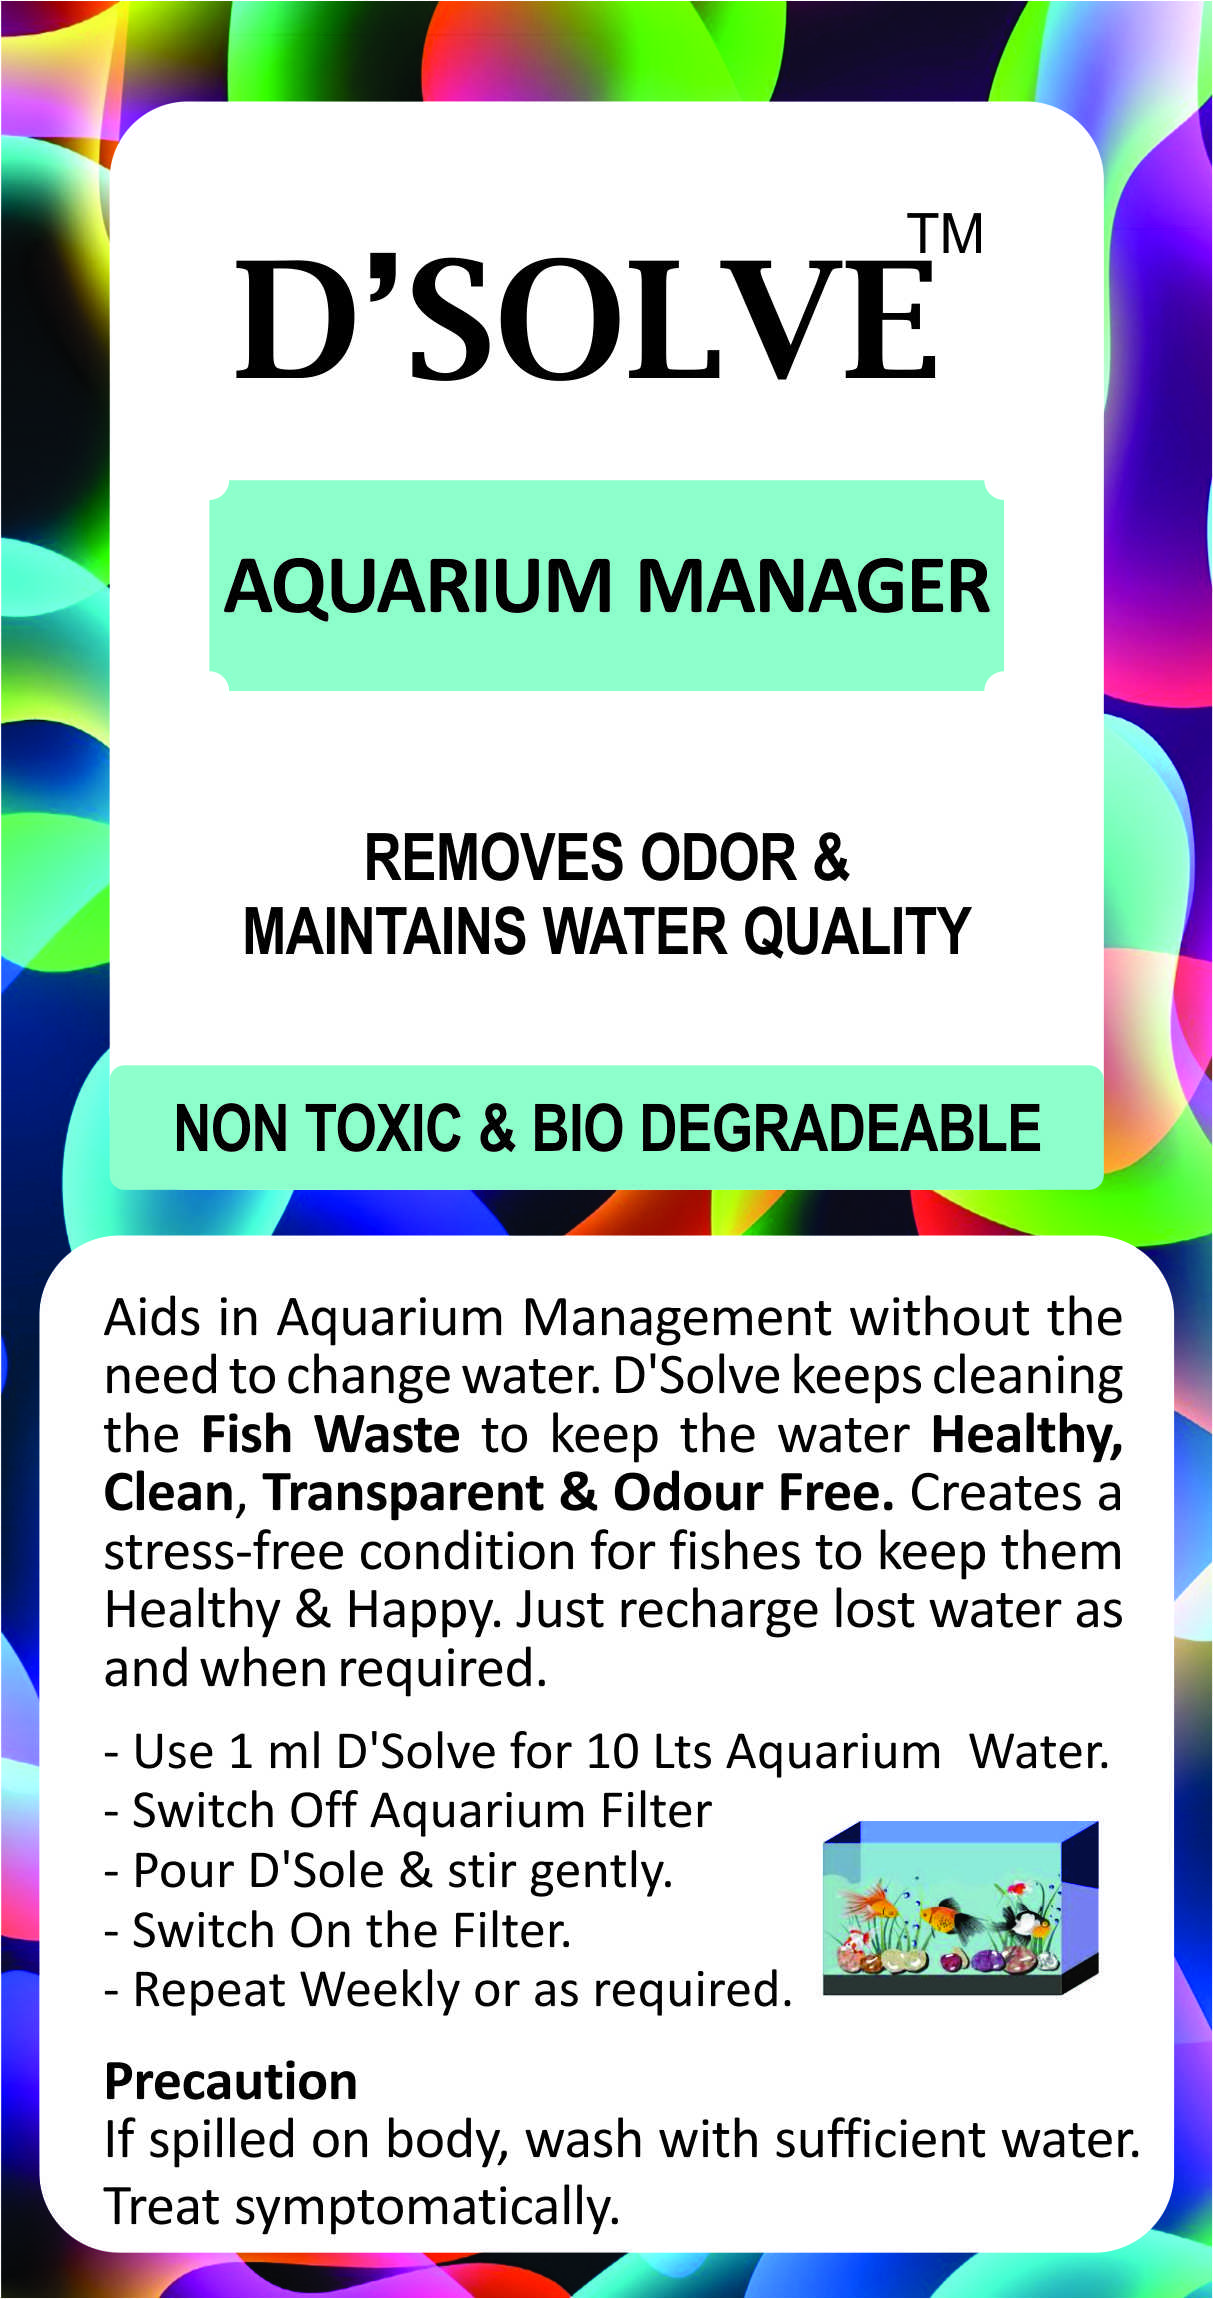 D'SOLVE™
AQUARIUM MANAGER
REMOVES ODOR &
MAINTAINS WATER QUALITY
NON TOXIC & BIO DEGRADEABLE
Aids in Aquarium Management without the
need to change water. D'Solve keeps cleaning
the Fish Waste to keep the water Healthy,
Clean, Transparent & Odour Free. Creates a
stress-free condition for fishes to keep them
Healthy & Happy. Just recharge lost water as
and when required.
- Use 1 ml D'Solve for 10 Lts Aquarium Water.
- Switch Off Aquarium Filter
- Pour D'Sole & stir gently.
- Switch On the Filter.
- Repeat Weekly or as required.
Precaution
If spilled on body, wash with sufficient water.
Treat symptomatically.